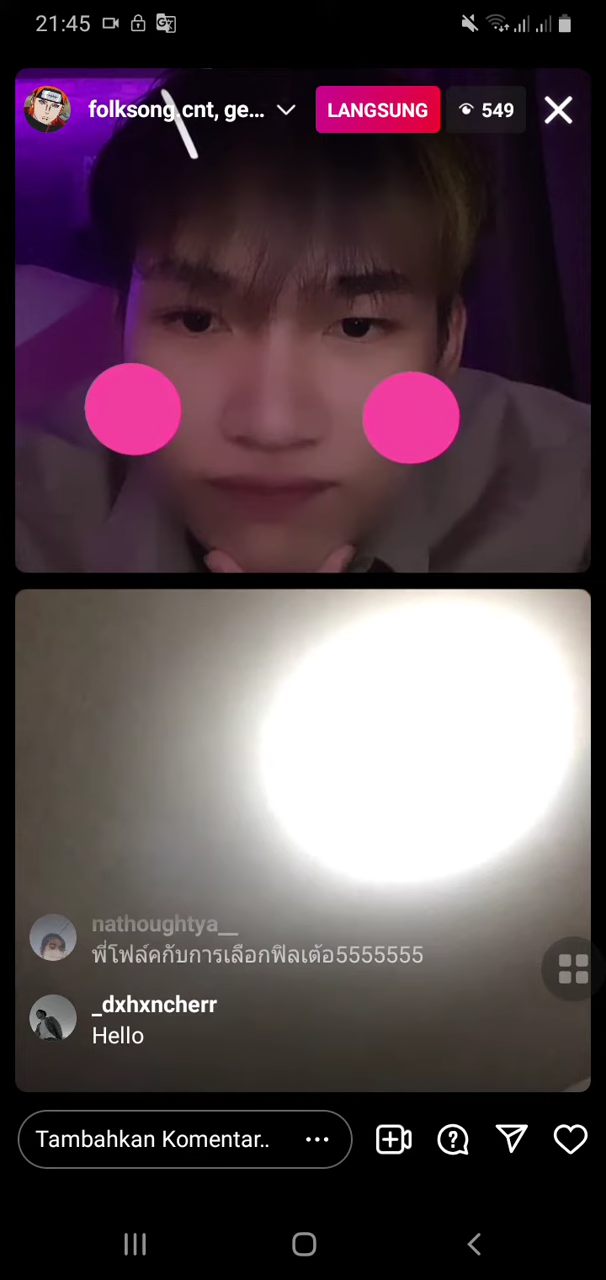 21:45
folksong.cnt, ge...
LANGSUNG
549
nathoughtya__
พี่โฟล์คกับการเลือกฟิลเต้อ5555555
_dxhxncherr
Hello
Tambahkan Komentar..